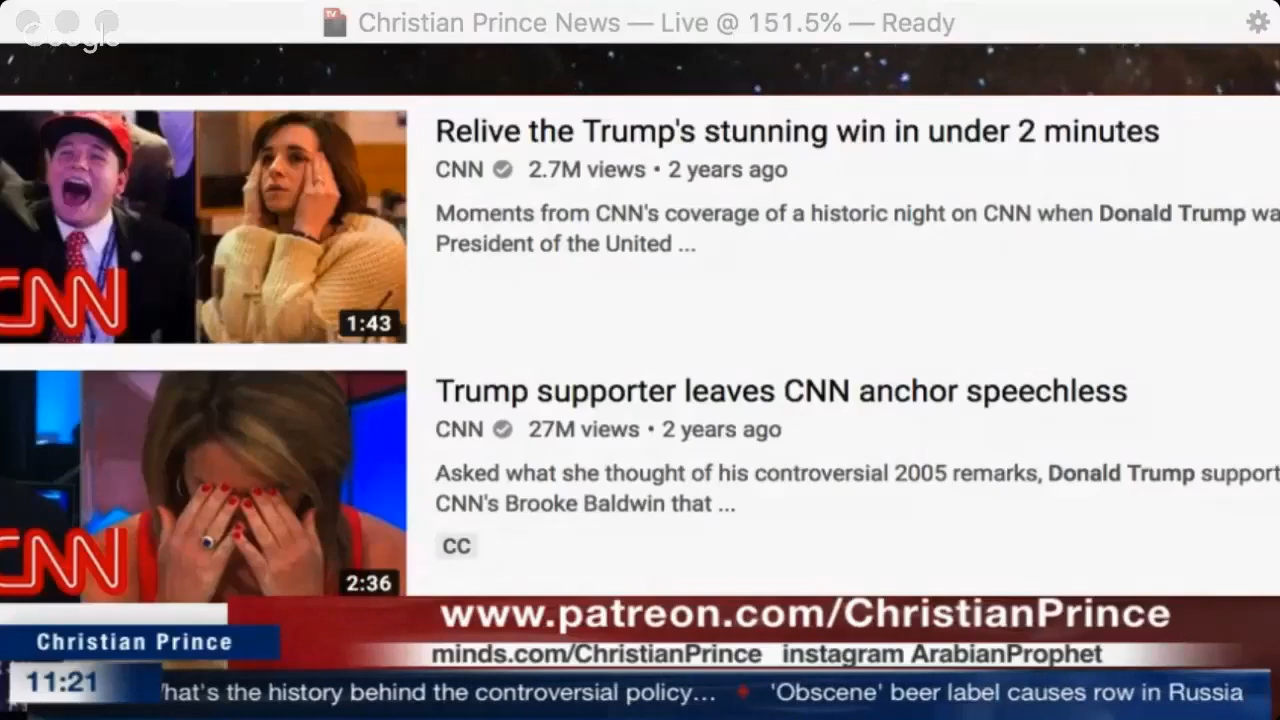 Christian Prince News — Live @ 151.5% — Ready
Google
Relive the Trump's stunning win in under 2 minutes
CNN 2.7M views • 2 years ago
Moments from CNN's coverage of a historic night on CNN when Donald Trump wa
President of the United ...
CNN
1:43
Trump supporter leaves CNN anchor speechless
CNN 27M views • 2 years ago
Asked what she thought of his controversial 2005 remarks, Donald Trump support
CNN's Brooke Baldwin that ...
CC
CNN
2:36
www.patreon.com/ChristianPrince
Christian Prince
minds.com/ChristianPrince instagram ArabianProphet
11:21
hat's the history behind the controversial policy... • 'Obscene' beer label causes row in Russia